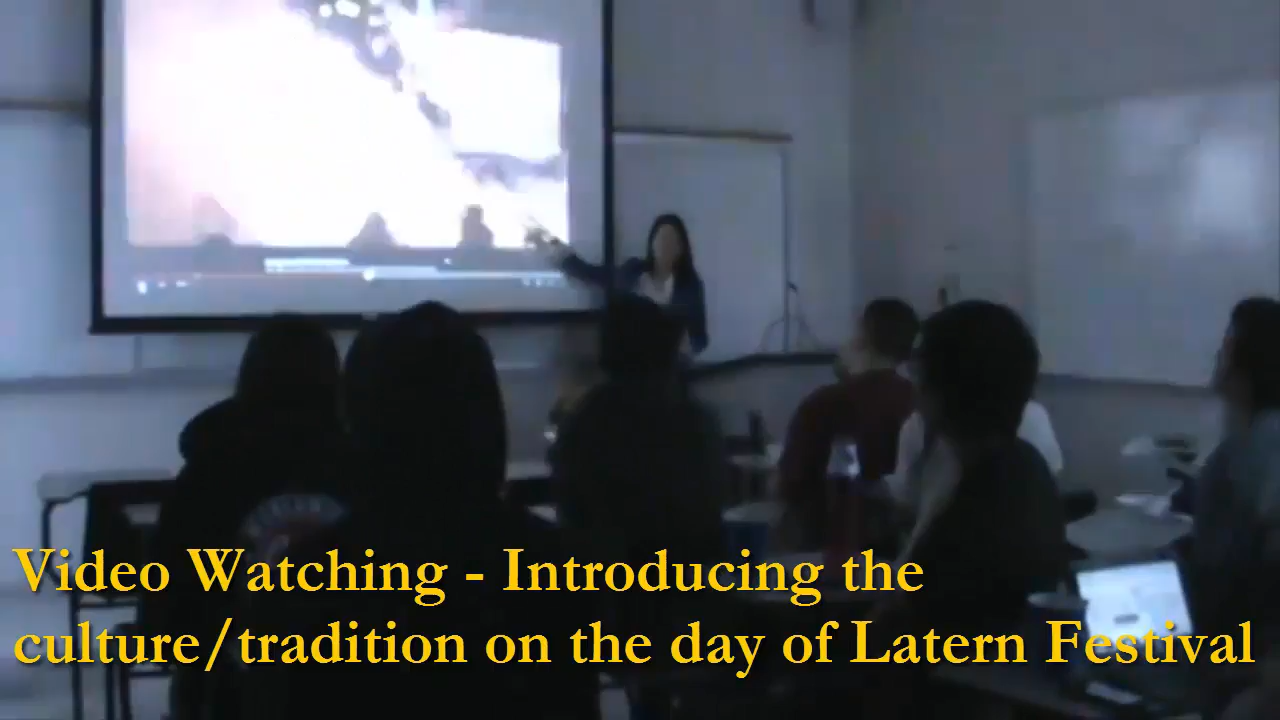 Video Watching - Introducing the
culture/tradition on the day of Latern Festival